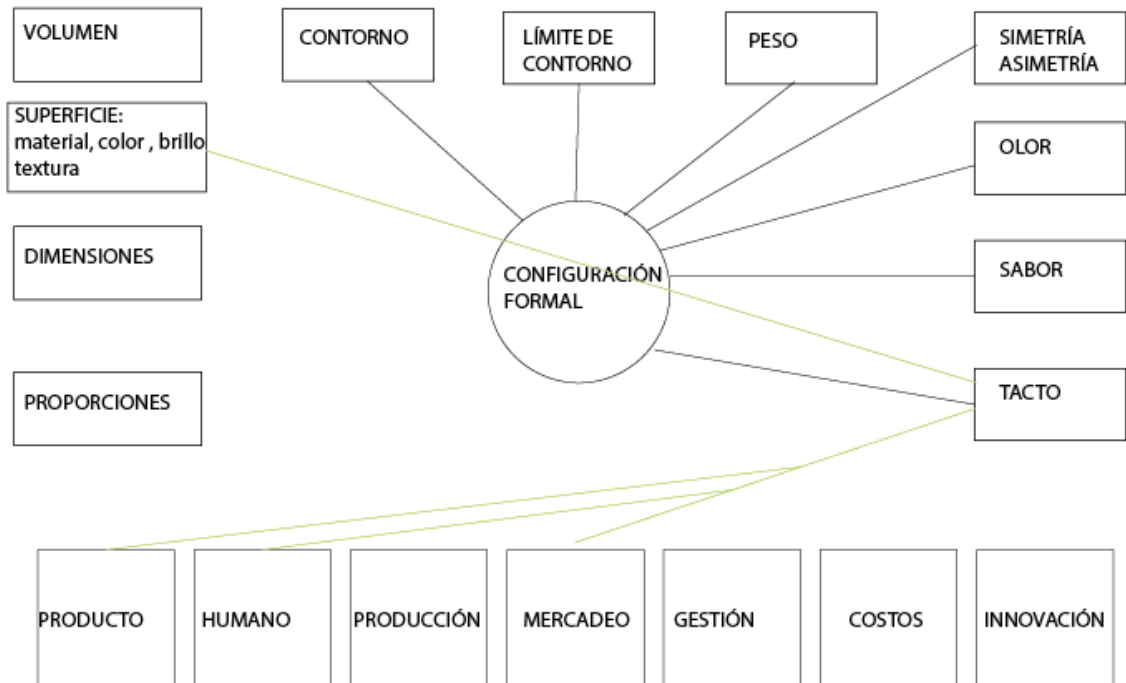 VOLUMEN
CONTORNO
LÍMITE DE
CONTORNO
PESO
SIMETRÍA
ASIMETRÍA
SUPERFICIE:
material, color , brillo
textura
OLOR
DIMENSIONES
CONFIGURACIÓN
FORMAL
SABOR
PROPORCIONES
TACTO
PRODUCTO
HUMANO
PRODUCCIÓN
MERCADEO
GESTIÓN
COSTOS
INNOVACIÓN